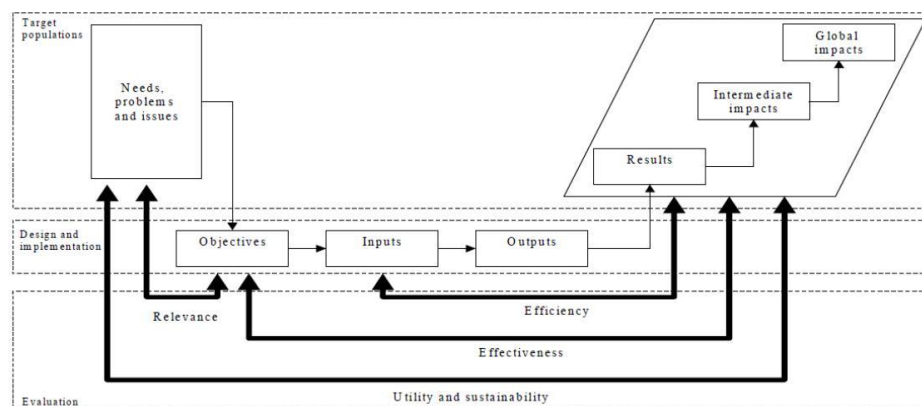 Target
populations
Needs,
problems
and issues
Global
impacts
Intermediate
impacts
Results
Design and
implementation
Objectives
Inputs
Outputs
Relevance
Efficiency
Effectiveness
Utility and sustainability
Evaluation